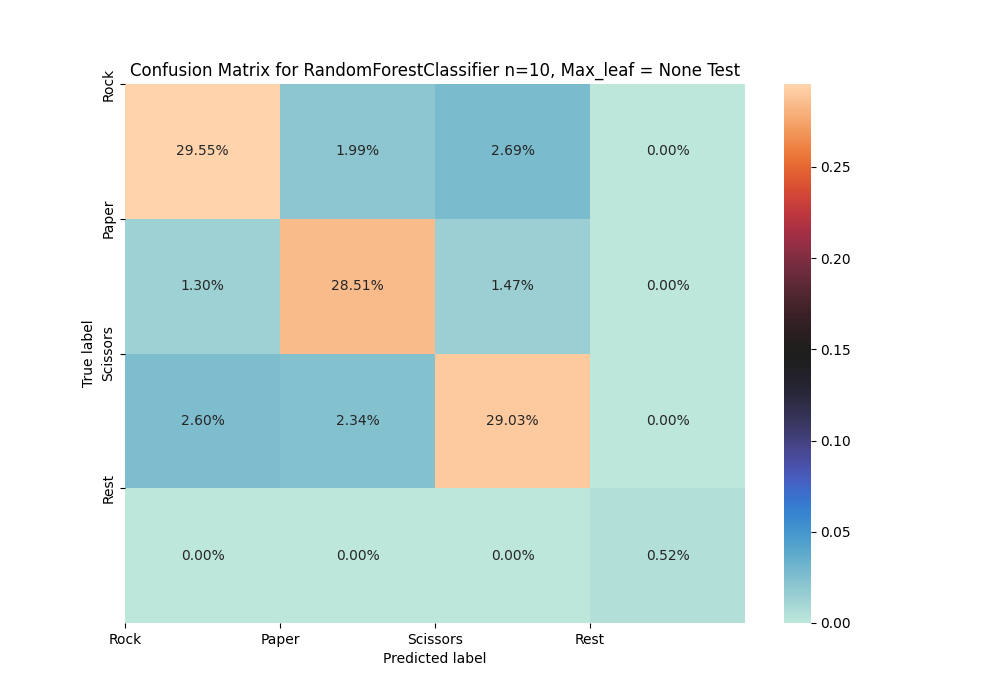 Confusion Matrix for RandomForestClassifier n=10, Max_leaf = None Test
True label
Rock
29.55% 1.99% 2.69% 0.00%
Paper
1.30% 28.51% 1.47% 0.00%
Scissors
2.60% 2.34% 29.03% 0.00%
Rest
0.00% 0.00% 0.00% 0.52%
Rock Paper Scissors Rest
Predicted label
0.25
0.20
0.15
0.10
0.05
0.00